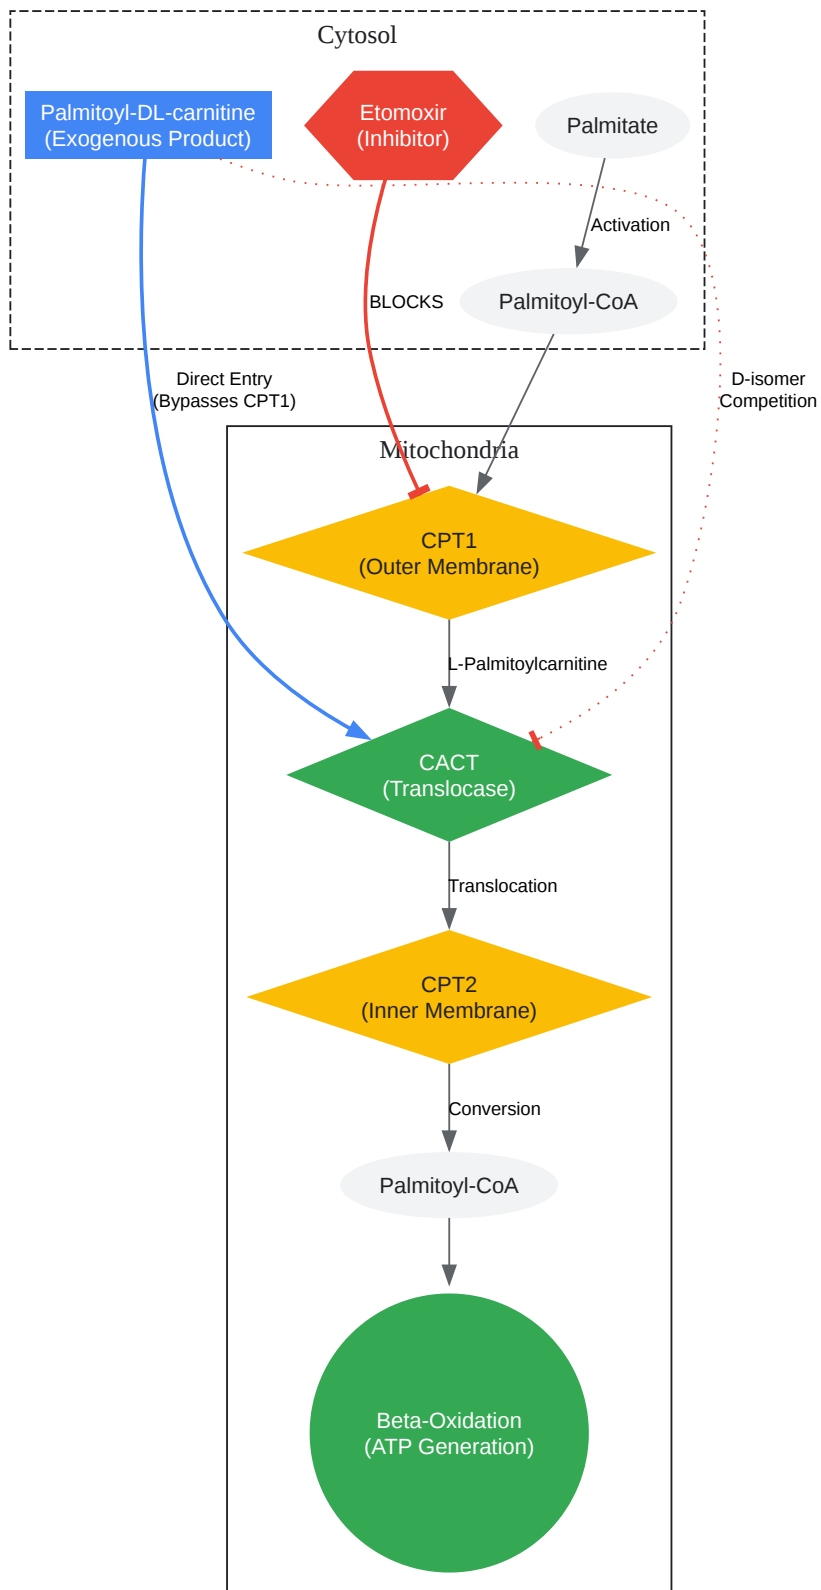 Cytosol
Palmitoyl-DL-carnitine
(Exogenous Product)
Etomoxir
(Inhibitor)
Palmitate
Activation
BLOCKS
Palmitoyl-CoA
Direct Entry
(Bypasses CPT1)
D-isomer
Competition
Mitochondria
CPT1
(Outer Membrane)
L-Palmitoylcarnitine
CACT
(Translocase)
Translocation
CPT2
(Inner Membrane)
Conversion
Palmitoyl-CoA
Beta-Oxidation
(ATP Generation)